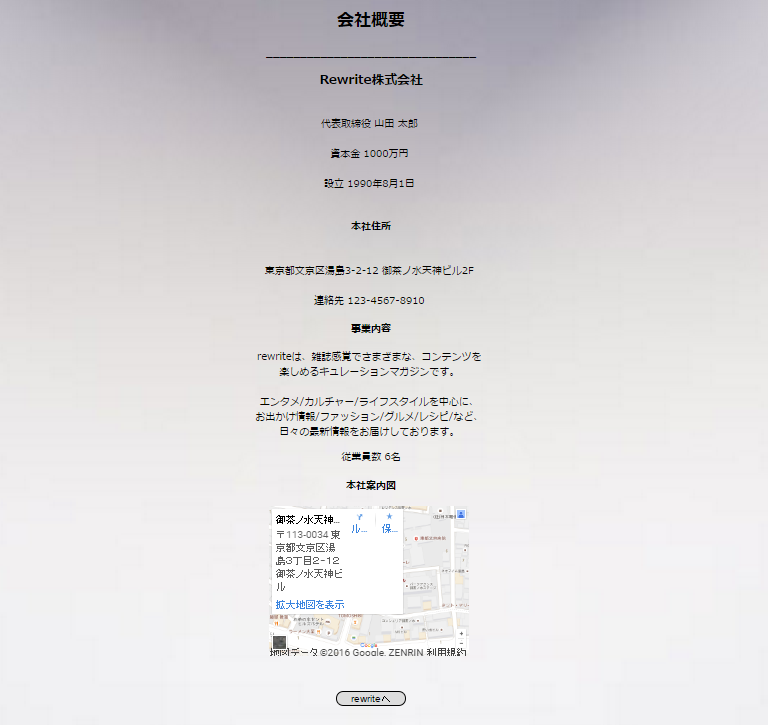 会社概要
Rewrite株式会社
代表取締役 山田 太郎
資本金 1000万円
設立 1990年8月1日
本社住所
東京都文京区湯島3-2-12 御茶ノ水天神ビル2F
連絡先 123-4567-8910
事業内容
rewriteは、雑誌感覚でさまざまな、コンテンツを
楽しめるキュレーションマガジンです。
エンタメ/カルチャー/ライフスタイルを中心に、
お出かけ情報/ファッション/グルメ/レシピ/など、
日々の最新情報をお届けしております。
従業員数 6名
本社案内図
御茶ノ水天神...
ル...
保...
〒113-0034 東
京都文京区湯
島3丁目2−12
御茶ノ水天神ビ
ル
拡大地図を表示
Google
地図データ ©2016 Google, ZENRIN 利用規約
rewriteへ